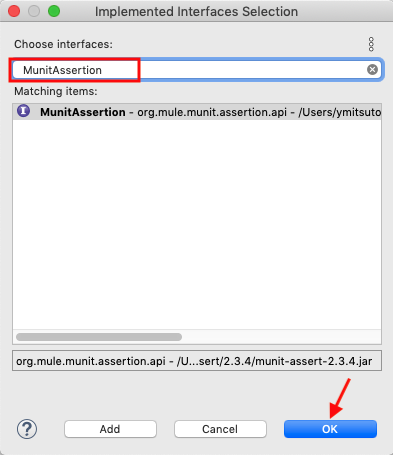 Implemented Interfaces Selection
Choose interfaces:
MunitAssertion
Matching items:
I MunitAssertion - org.mule.munit.assertion.api - /Users/ymitsuto
org.mule.munit.assertion.api - /U...sert/2.3.4/munit-assert-2.3.4.jar
? Add Cancel OK